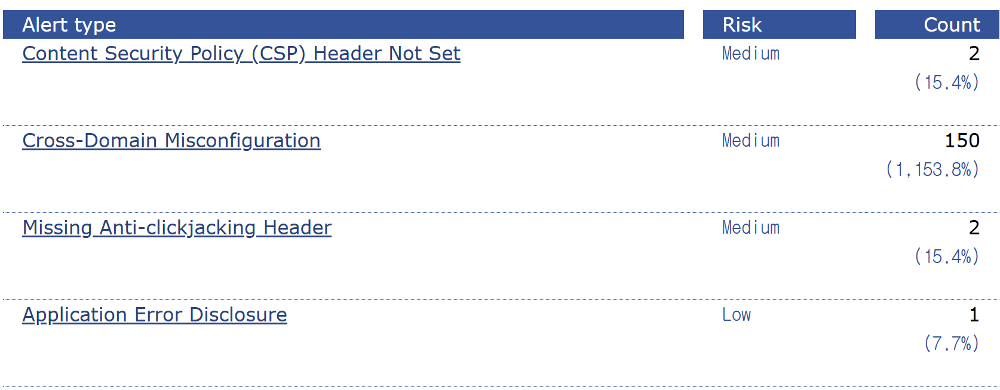 Alert type Risk Count
Content Security Policy (CSP) Header Not Set Medium 2
(15.4%)
Cross-Domain Misconfiguration Medium 150
(1,153.8%)
Missing Anti-clickjacking Header Medium 2
(15.4%)
Application Error Disclosure Low 1
(7.7%)